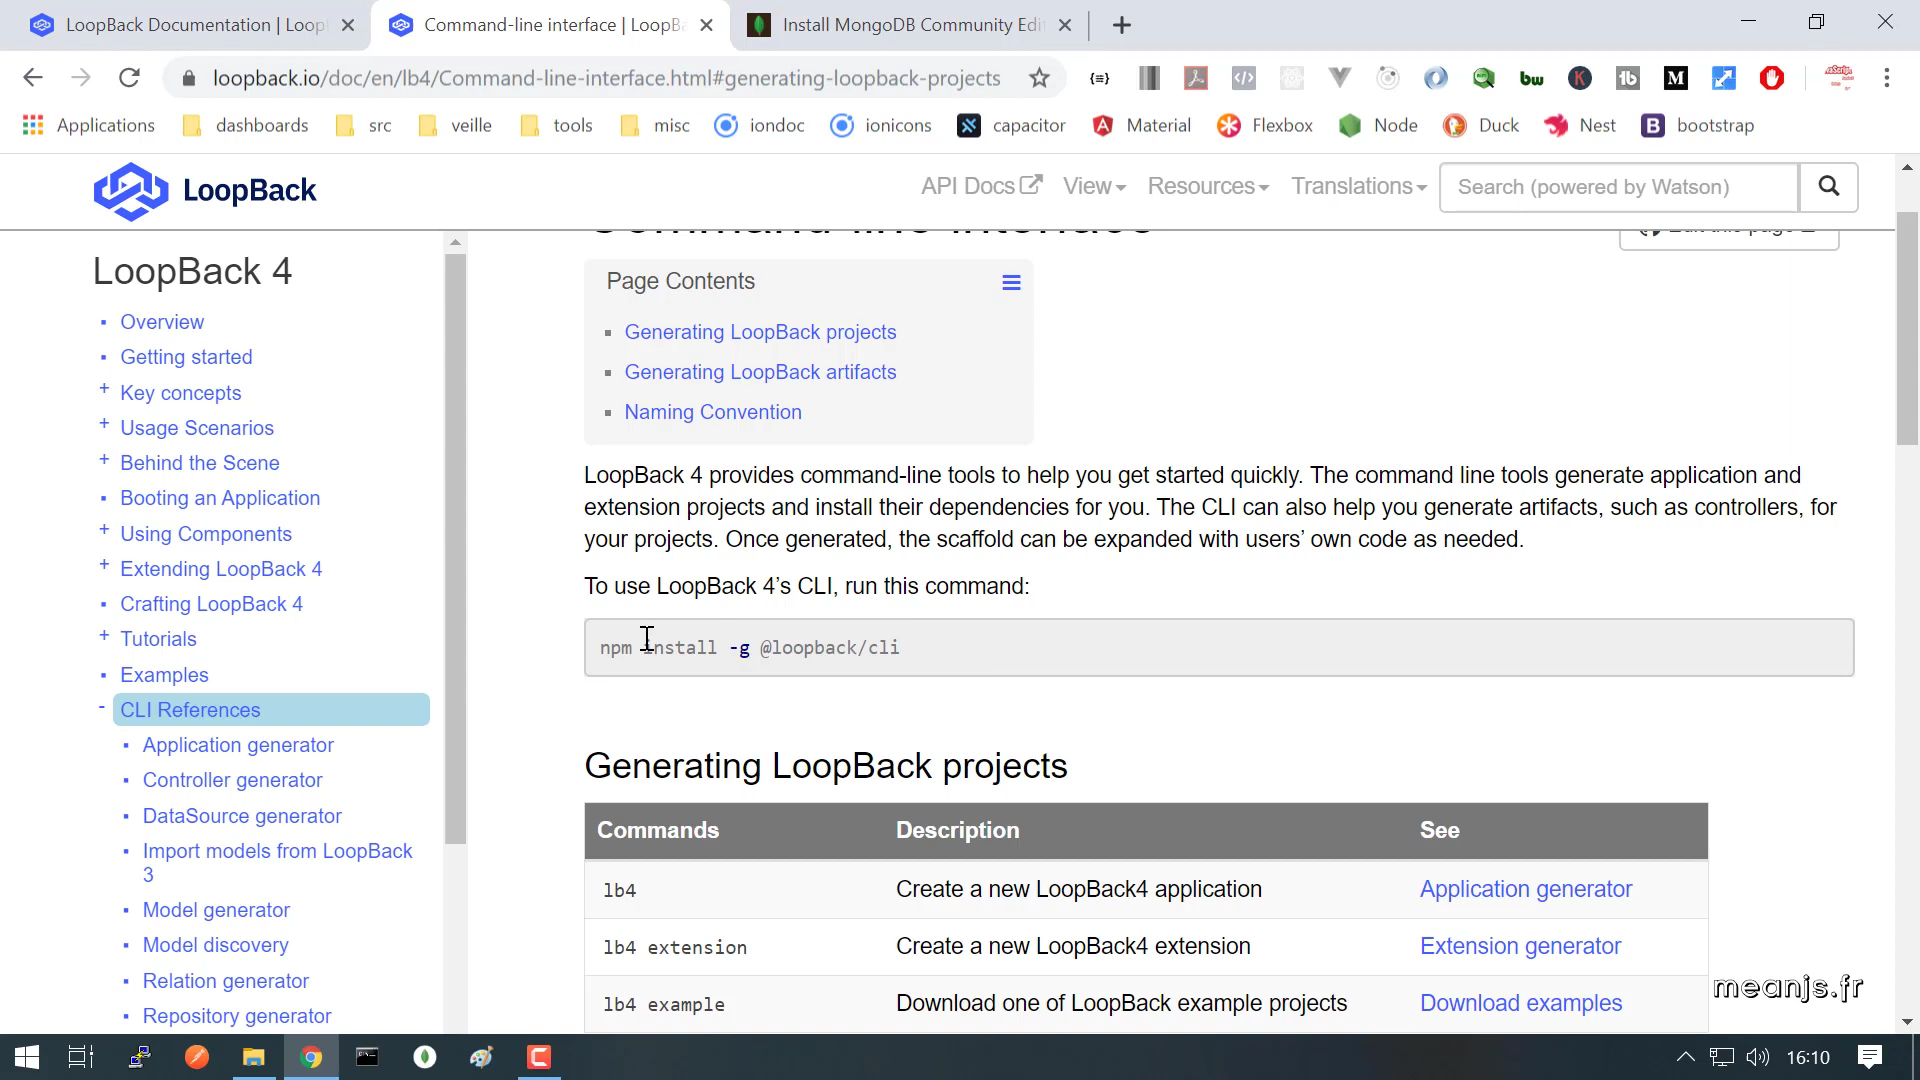 LoopBack Documentation | Loop
Command-line interface | LoopBa
Install MongoDB Community Edi
loopback.io/doc/en/lb4/Command-line-interface.html#generating-loopback-projects
Applications
dashboards
src
veille
tools
misc
iondoc
ionicons
capacitor
Material
Flexbox
Node
Duck
Nest
bootstrap
LoopBack
API Docs
View
Resources
Translations
Search (powered by Watson)
LoopBack 4
Overview
Getting started
Key concepts
Usage Scenarios
Behind the Scene
Booting an Application
Using Components
Extending LoopBack 4
Crafting LoopBack 4
Tutorials
Examples
CLI References
Application generator
Controller generator
DataSource generator
Import models from LoopBack
3
Model generator
Model discovery
Relation generator
Repository generator
Command-line interface
Edit this page
Page Contents
Generating LoopBack projects
Generating LoopBack artifacts
Naming Convention
LoopBack 4 provides command-line tools to help you get started quickly. The command line tools generate application and
extension projects and install their dependencies for you. The CLI can also help you generate artifacts, such as controllers, for
your projects. Once generated, the scaffold can be expanded with users’ own code as needed.
To use LoopBack 4’s CLI, run this command:
npm install -g @loopback/cli
Generating LoopBack projects
Commands Description See
lb4 Create a new LoopBack4 application Application generator
lb4 extension Create a new LoopBack4 extension Extension generator
lb4 example Download one of LoopBack example projects Download examples
meanjs.fr
16:10